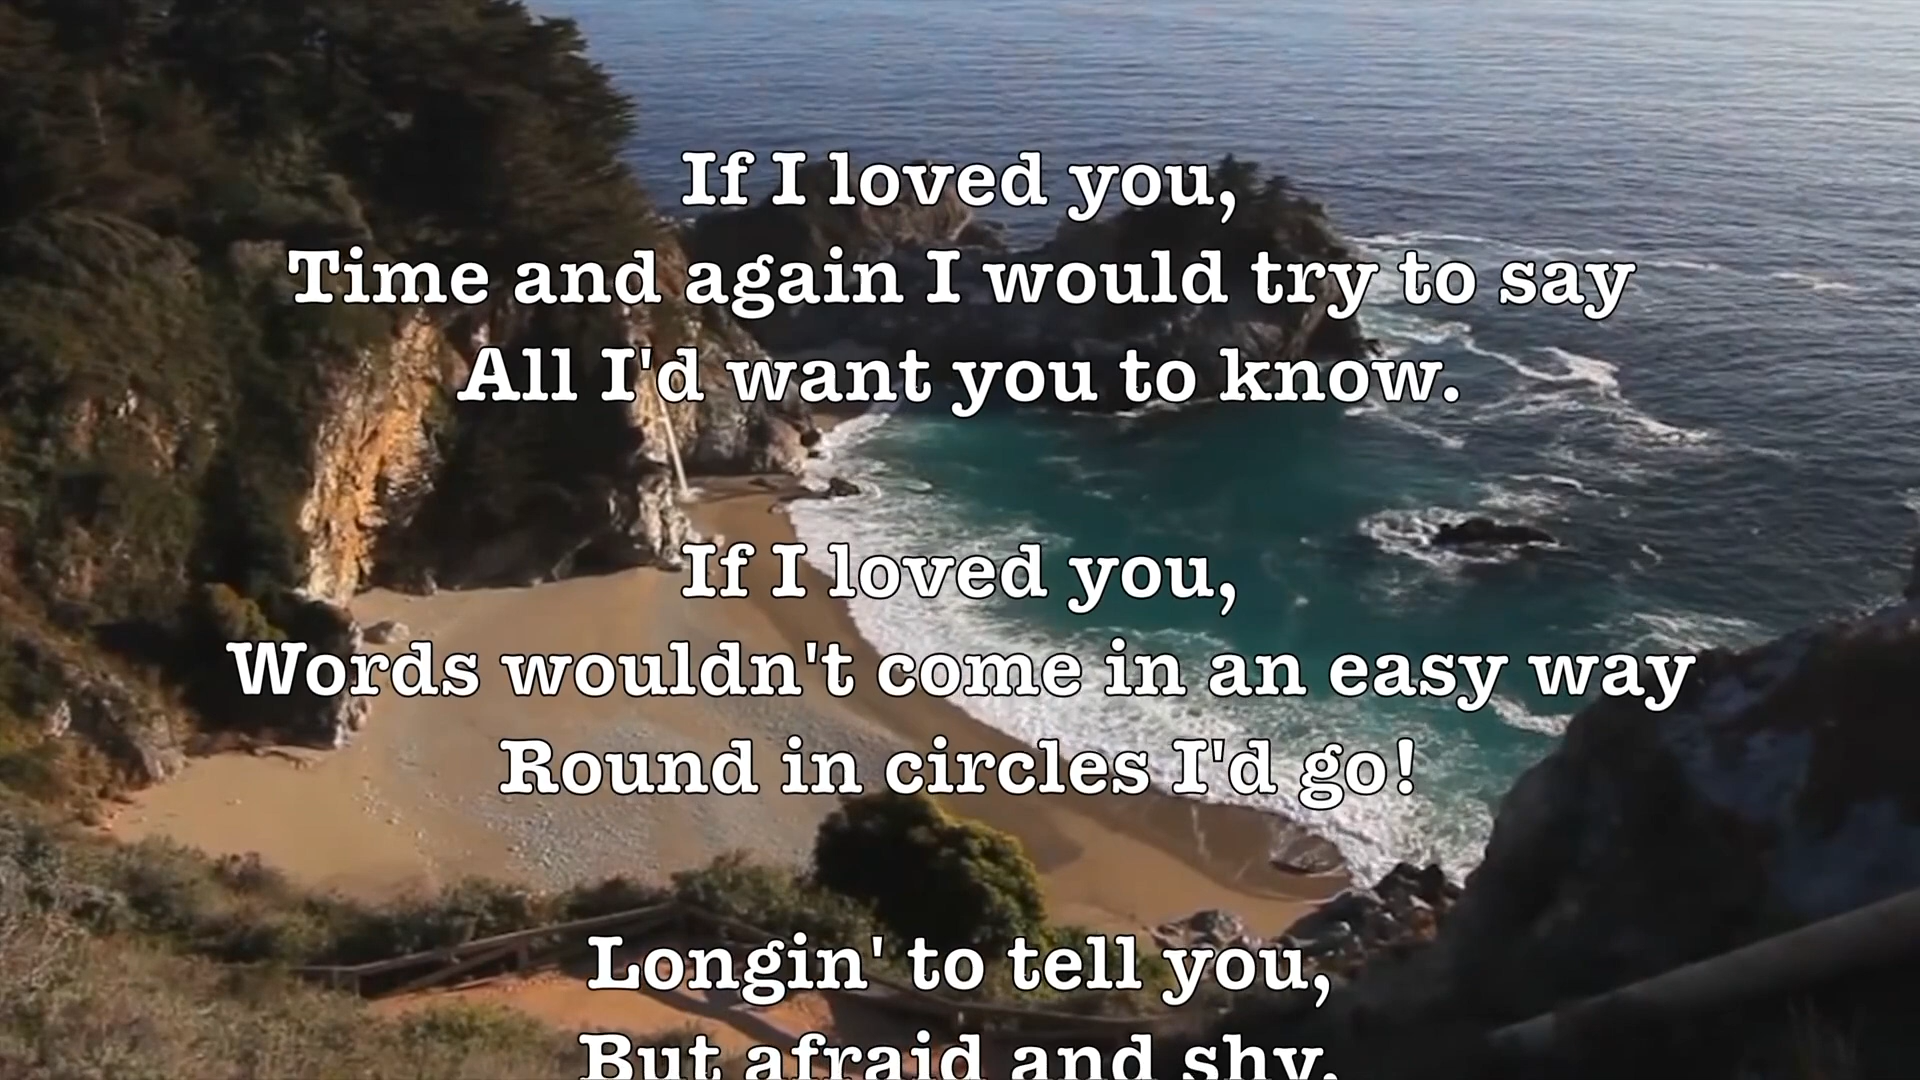 If I loved you,
Time and again I would try to say
All I'd want you to know.
If I loved you,
Words wouldn't come in an easy way
Round in circles I'd go!
Longin' to tell you,
But afraid and shy,